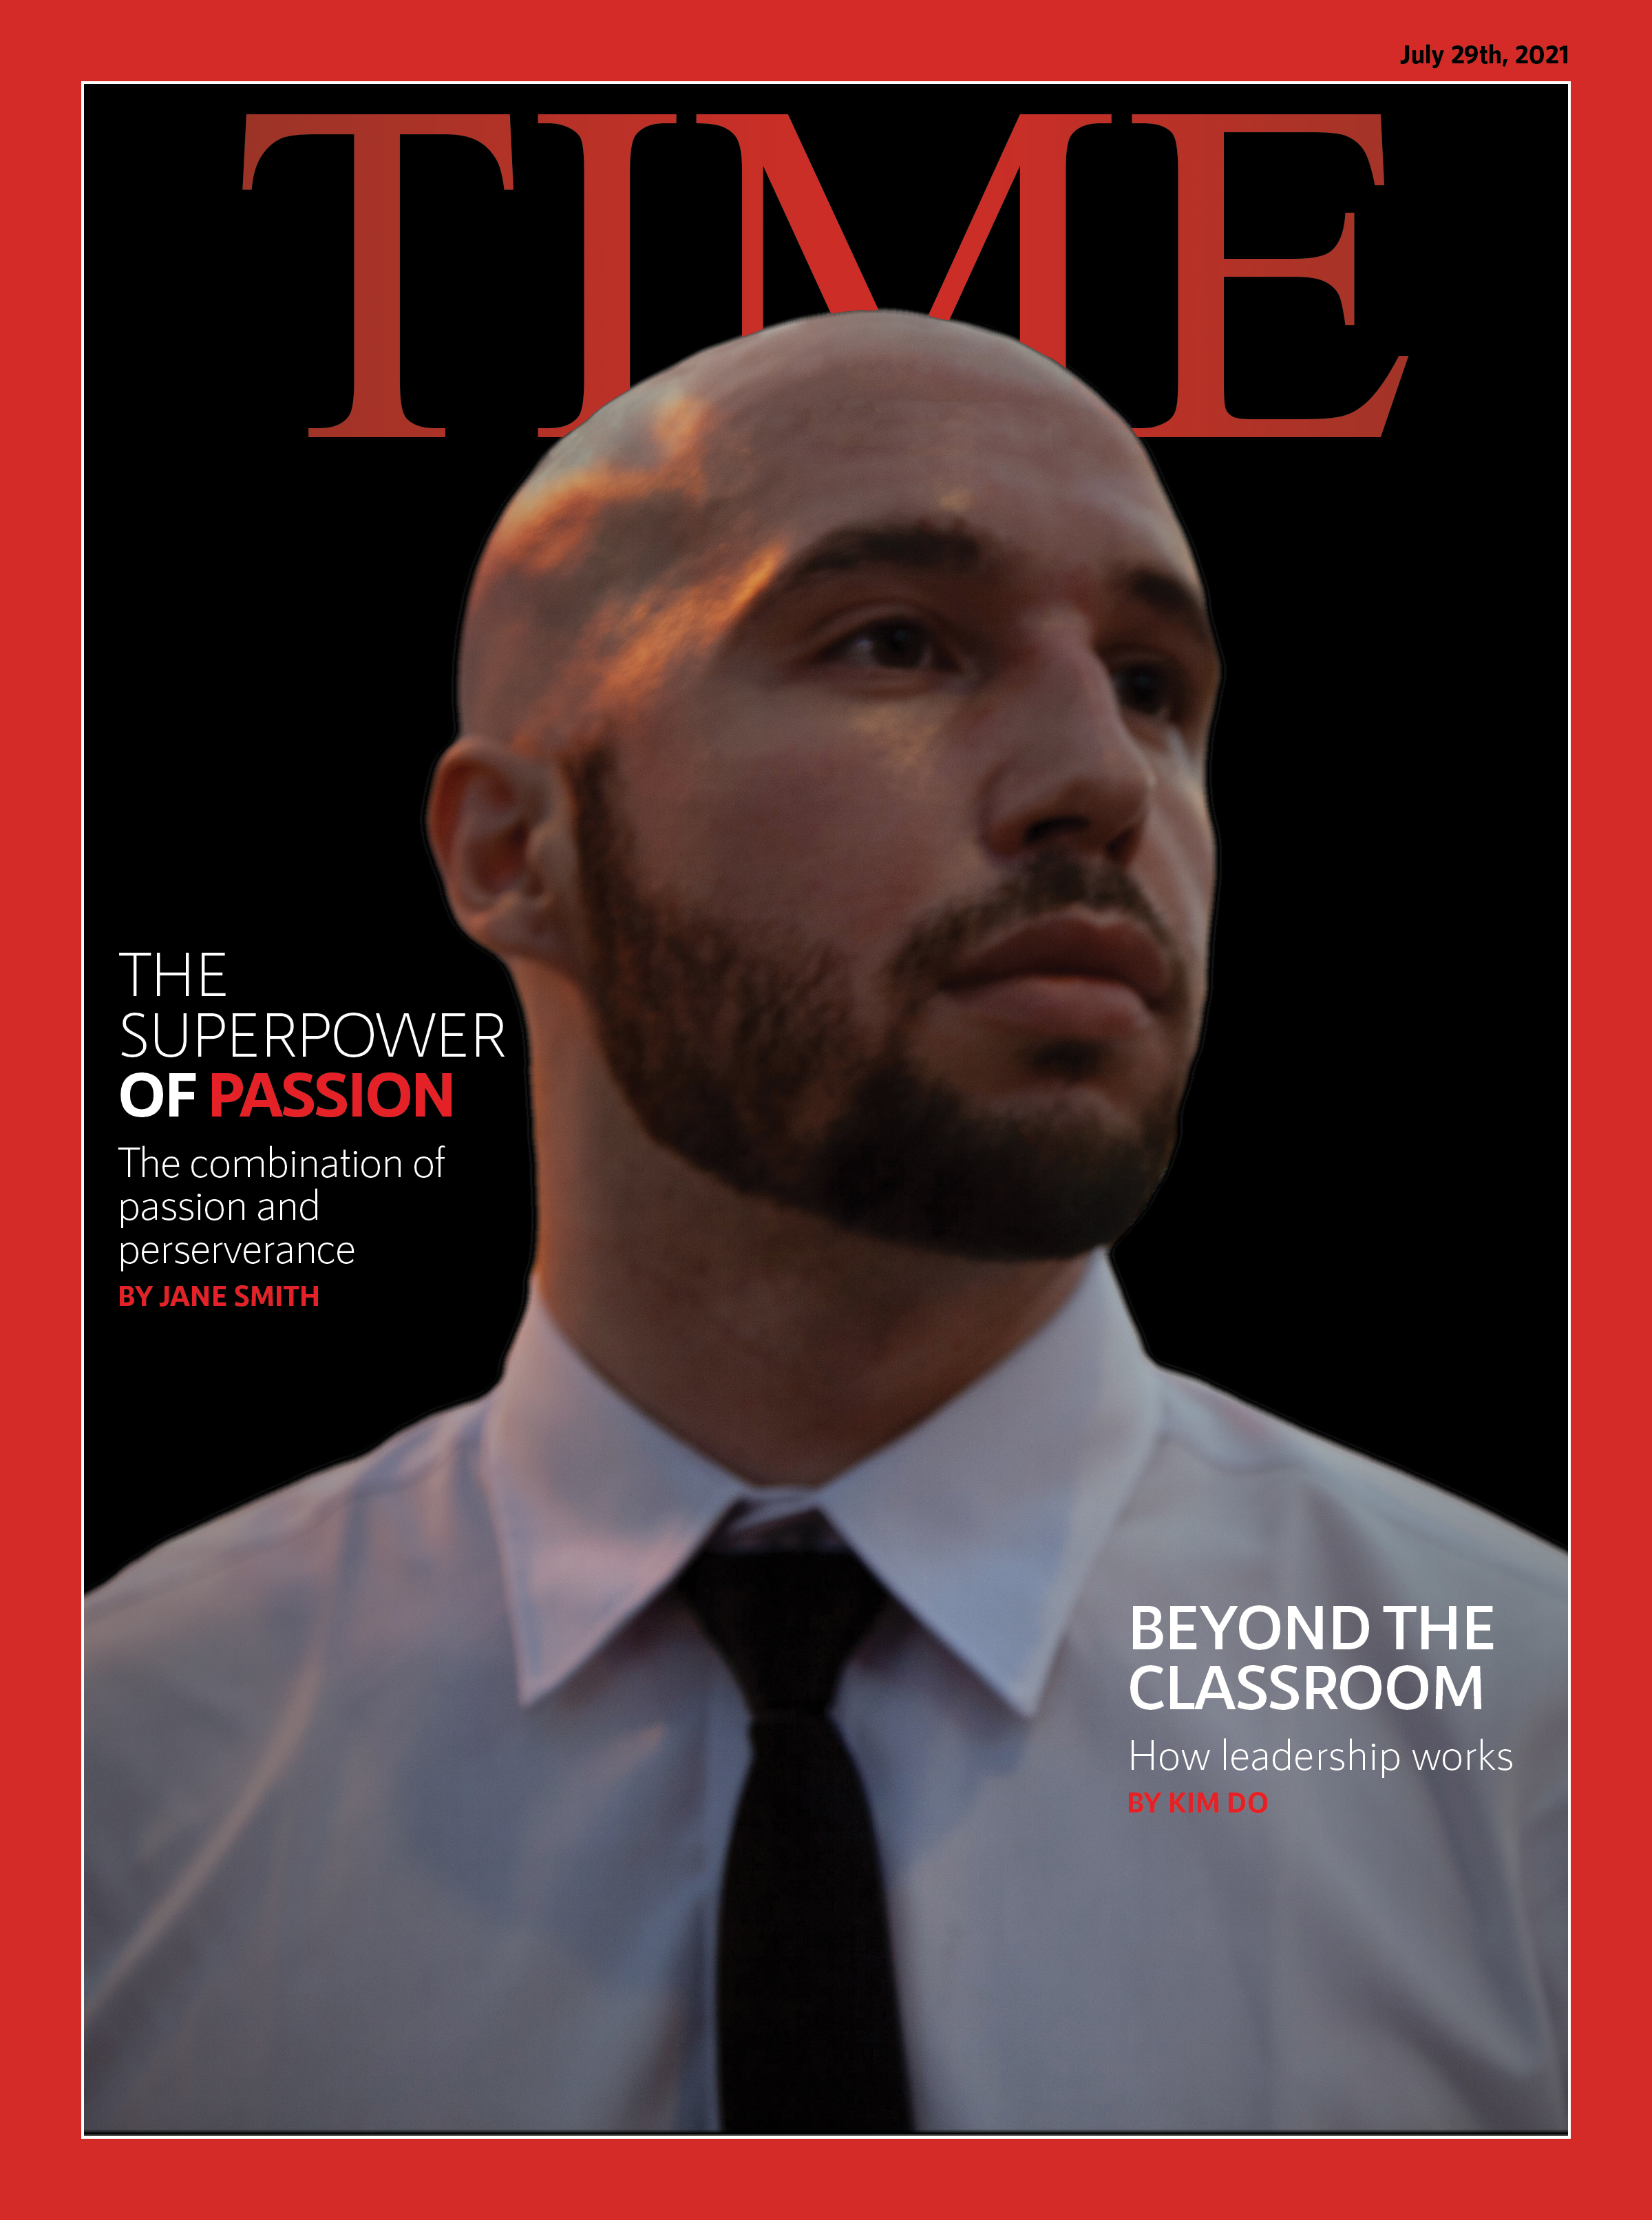 July 29th, 2021
TIME
THE
SUPERPOWER
OF PASSION
The combination of
passion and
perserverance
BY JANE SMITH
BEYOND THE
CLASSROOM
How leadership works
BY KIM DO